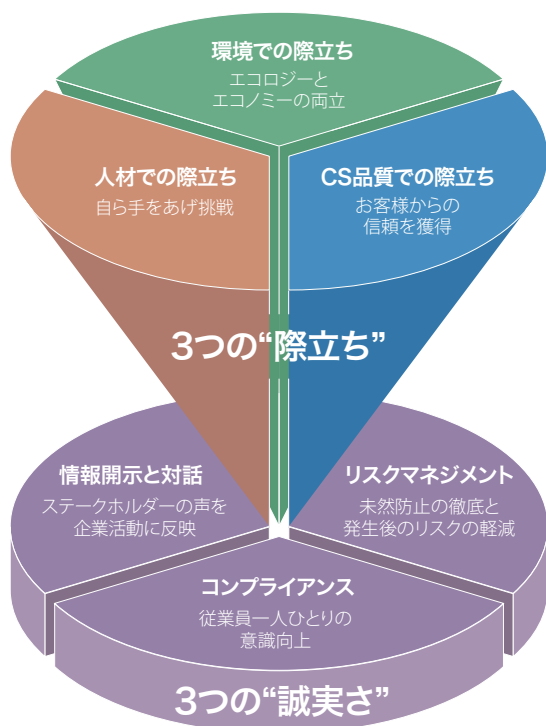 環境での際立ち
エコロジーと
エコノミーの両立
人材での際立ち
自ら手をあげ挑戦
CS品質での際立ち
お客様からの
信頼を獲得
3つの“際立ち”
情報開示と対話
ステークホルダーの声を
企業活動に反映
リスクマネジメント
未然防止の徹底と
発生後のリスクの軽減
コンプライアンス
従業員一人ひとりの
意識向上
3つの“誠実さ”